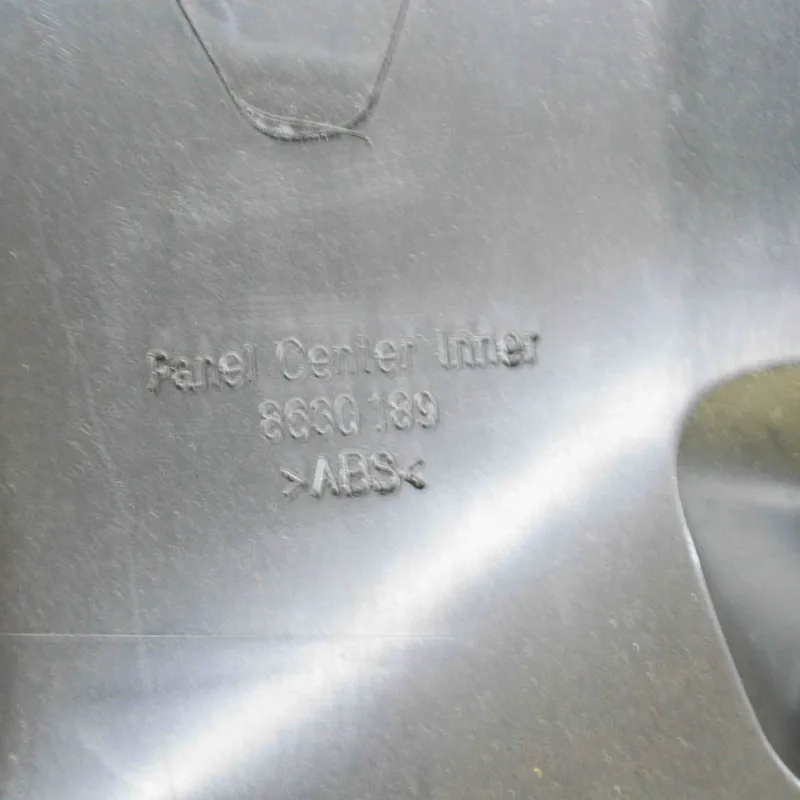 Panel Center Inner
8630 189
>ABS<